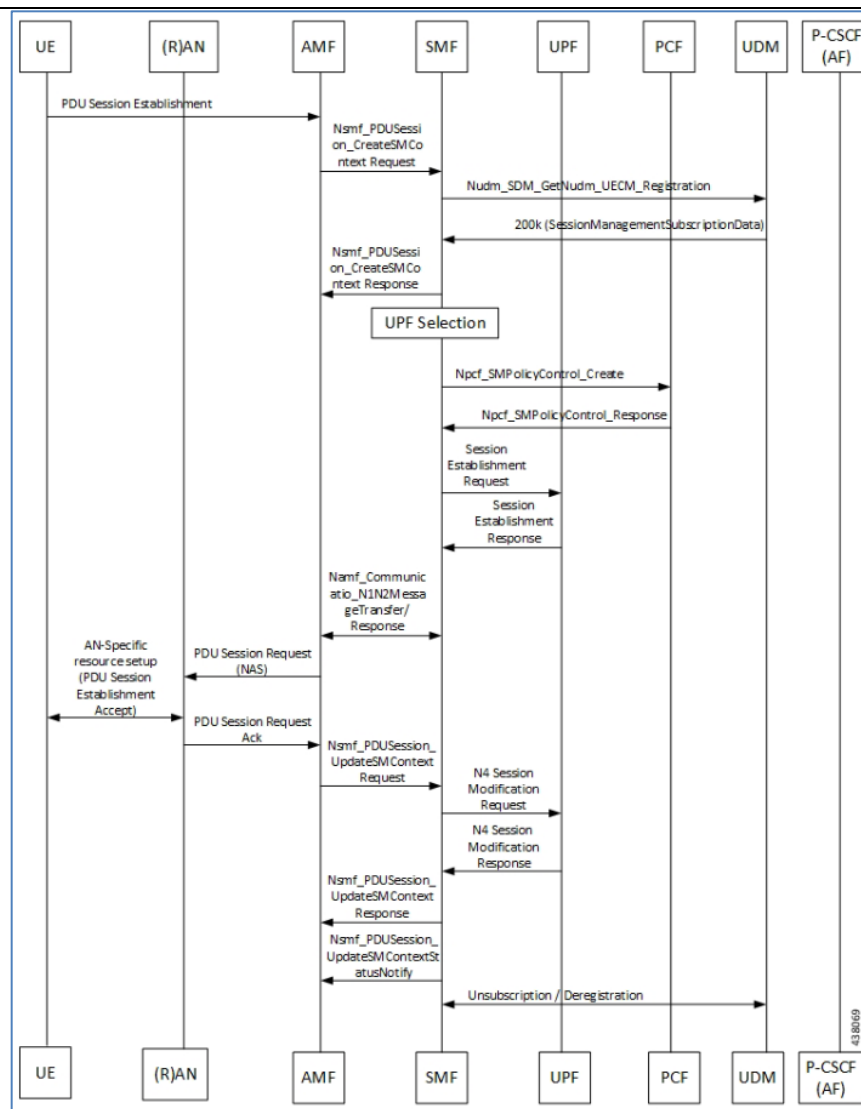 UE
(R)AN
AMF
SMF
UPF
PCF
UDM
P-CSCF
(AF)
PDU Session Establishment
Nsmf_PDUSessi
on_CreateSMCo
ntext Request
Nudm_SDM_GetNudm_UECM_Registration
200k (SessionManagementSubscriptionData)
Nsmf_PDUSessi
on_CreateSMCo
ntext Response
UPF Selection
Npcf_SMPolicyControl_Create
Npcf_SMPolicyControl_Response
Session
Establishment
Request
Session
Establishment
Response
Namf_Communic
atio_N1N2Messa
geTransfer/
Response
AN-Specific
resource setup
(PDU Session
Establishment
Accept)
PDU Session Request
(NAS)
PDU Session Request
Ack
Nsmf_PDUSession_
UpdateSMContext
Request
N4 Session
Modification
Request
N4 Session
Modification
Response
Nsmf_PDUSession_
UpdateSMContext
Response
Nsmf_PDUSession_
UpdateSMContextSt
atusNotify
Unsubscription / Deregistration
438069
UE
(R)AN
AMF
SMF
UPF
PCF
UDM
P-CSCF
(AF)